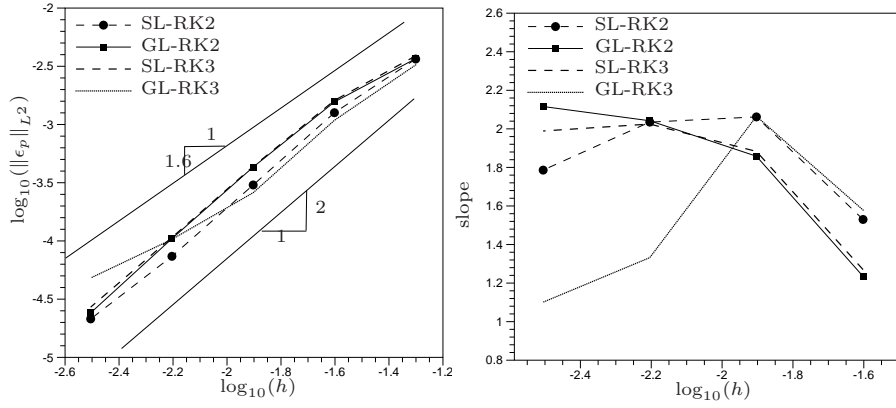 -2
-2.5
-3
-3.5
-4
-4.5
-5
log₁₀(‖ϵₚ‖_L²)
SL-RK2
GL-RK2
SL-RK3
GL-RK3
1
1.6
2
1
-2.6 -2.4 -2.2 -2 -1.8 -1.6 -1.4 -1.2
log₁₀(h)
2.6
2.4
2.2
2
1.8
1.6
1.4
1.2
1
0.8
slope
SL-RK2
GL-RK2
SL-RK3
GL-RK3
-2.4 -2.2 -2 -1.8 -1.6
log₁₀(h)